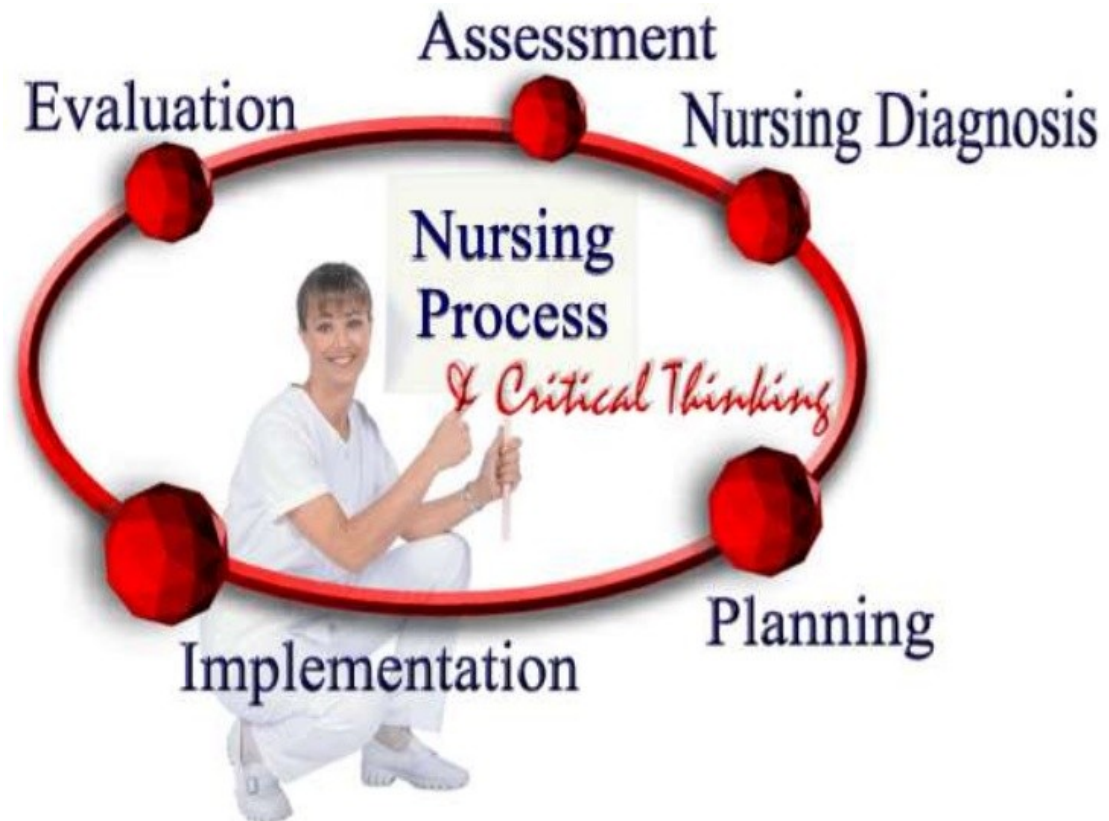 Assessment
Evaluation
Nursing Diagnosis
Nursing
Process
& Critical Thinking
Planning
Implementation